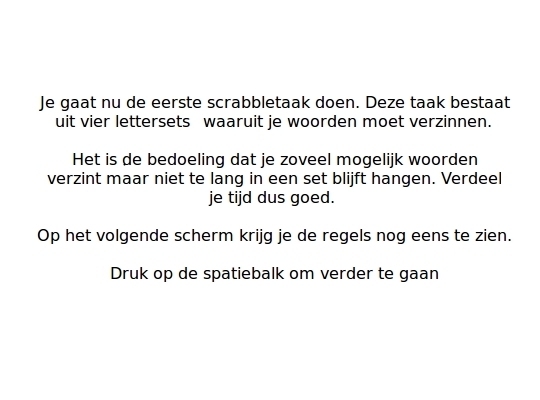 Je gaat nu de eerste scrabbletaak doen. Deze taak bestaat
uit vier lettersets  waaruit je woorden moet verzinnen.
Het is de bedoeling dat je zoveel mogelijk woorden
verzint maar niet te lang in een set blijft hangen. Verdeel
je tijd dus goed.
Op het volgende scherm krijg je de regels nog eens te zien.
Druk op de spatiebalk om verder te gaan